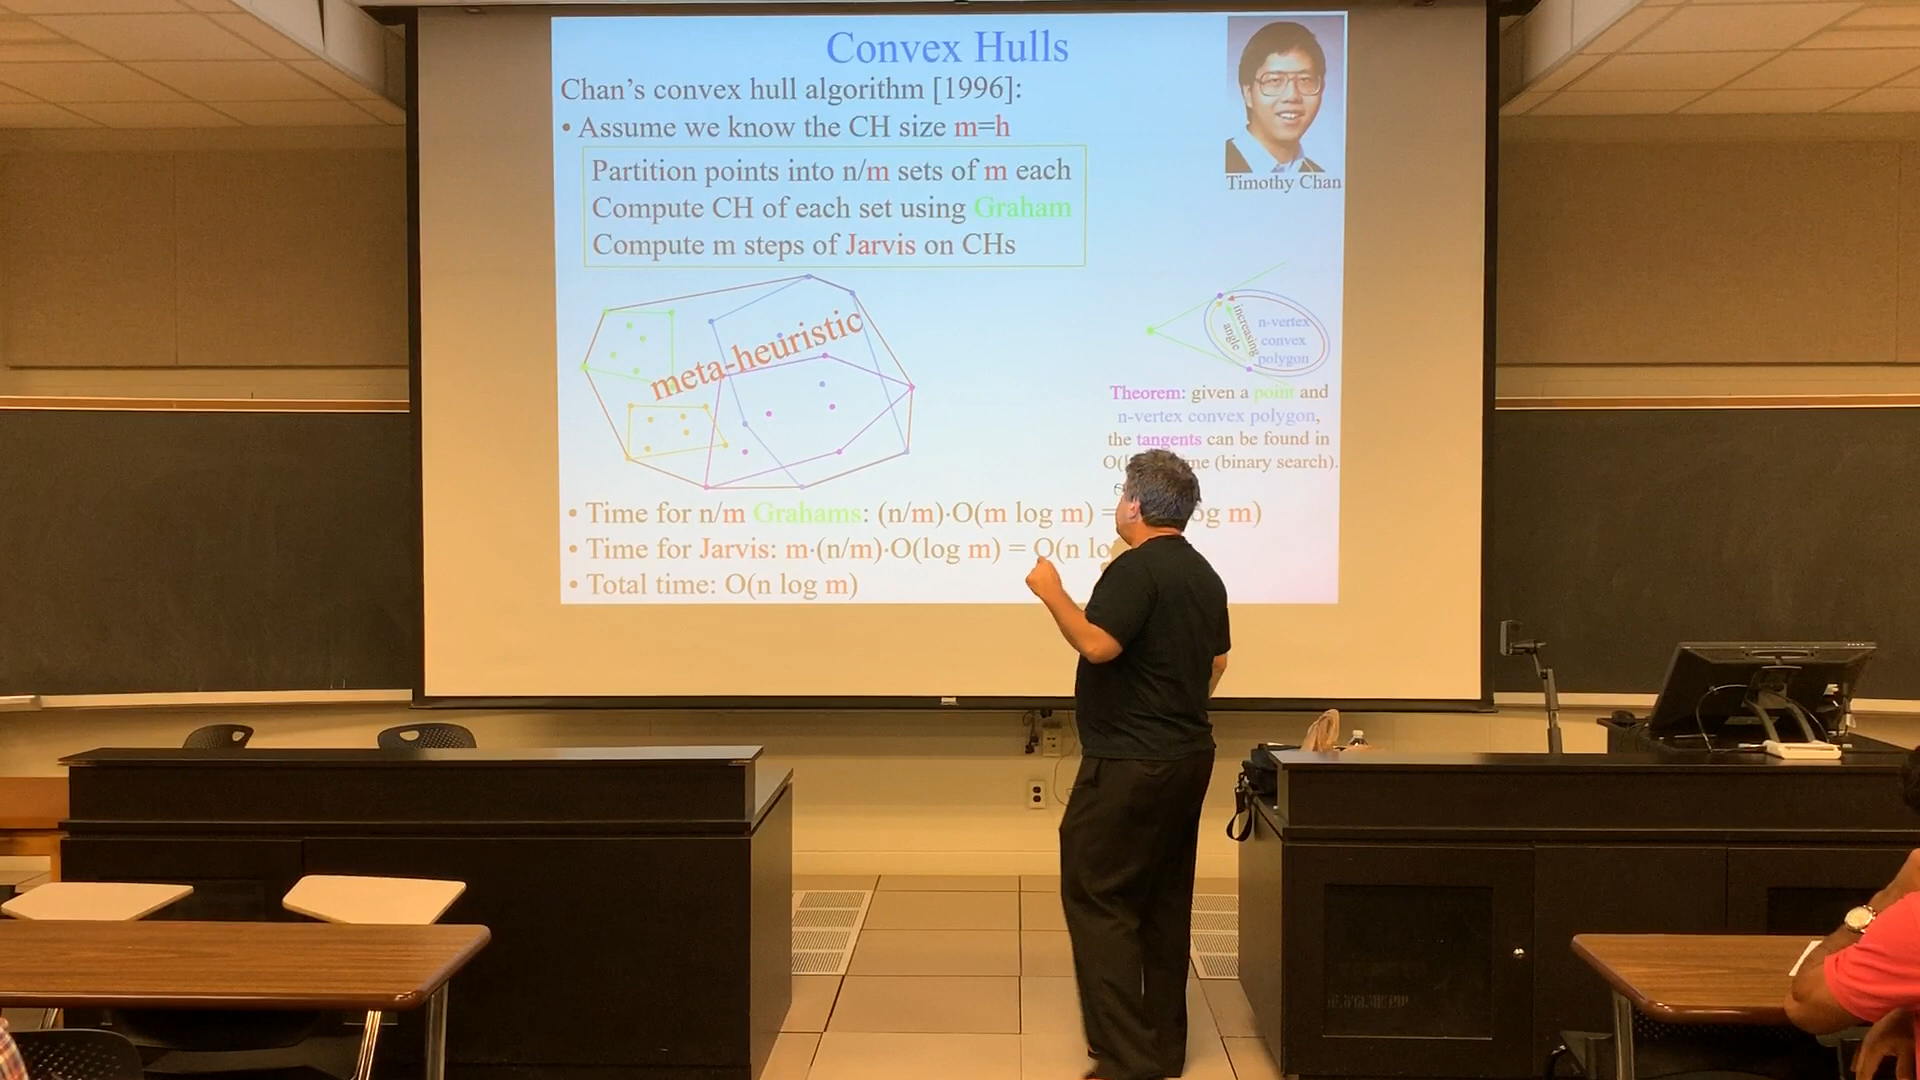 Convex Hulls
Chan's convex hull algorithm [1996]:
• Assume we know the CH size m=h
Partition points into n/m sets of m each
Compute CH of each set using Graham
Compute m steps of Jarvis on CHs
Timothy Chan
meta-heuristic
increasing
angle
n-vertex
convex
polygon
Theorem: given a point and
n-vertex convex polygon,
the tangents can be found in
(binary search).
• Time for n/m Grahams: (n/m)·O(m log m) = m)
• Time for Jarvis: m·(n/m)·O(log m) = O(n
• Total time: O(n log m)